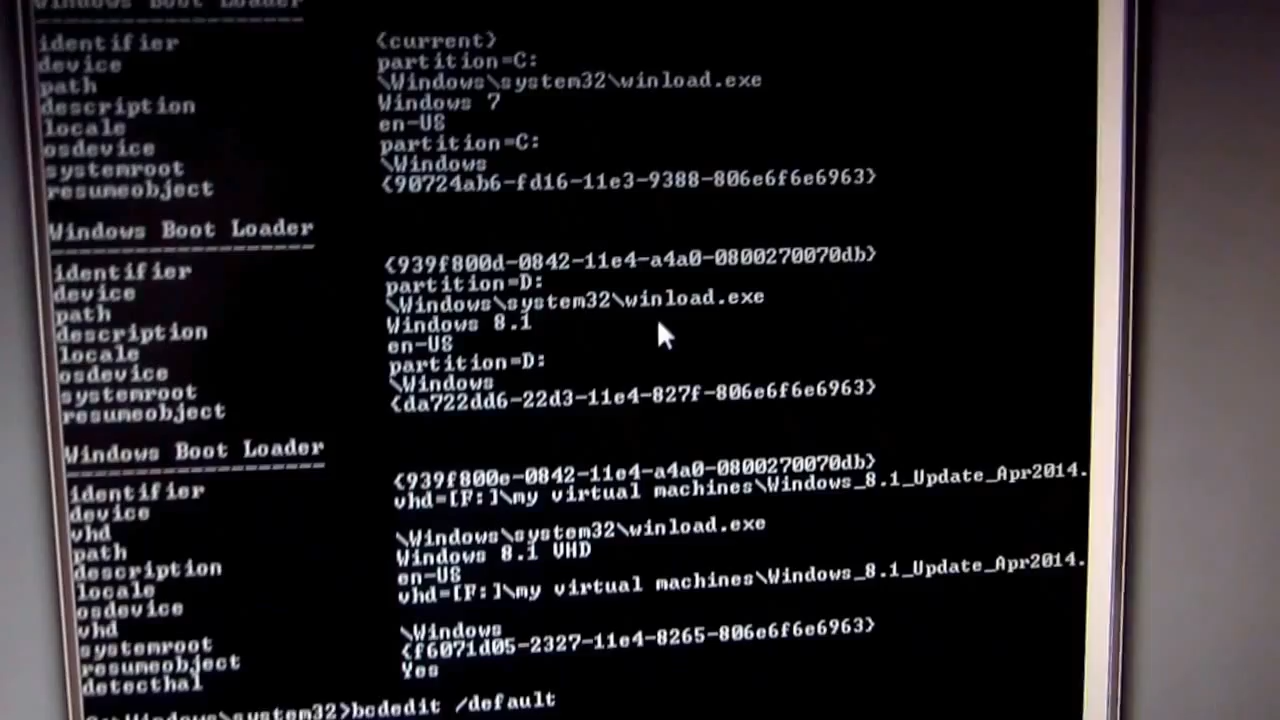 Windows Boot Loader
identifier {current}
device partition=C:
path \Windows\system32\winload.exe
description Windows 7
locale en-US
osdevice partition=C:
systemroot \Windows
resumeobject {90724ab6-fd16-11e3-9388-806e6f6e6963}
Windows Boot Loader
identifier {939f800d-0842-11e4-a4a0-0800270070db}
device partition=D:
path \Windows\system32\winload.exe
description Windows 8.1
locale en-US
osdevice partition=D:
systemroot \Windows
resumeobject {da722dd6-22d3-11e4-827f-806e6f6e6963}
Windows Boot Loader
identifier {939f800e-0842-11e4-a4a0-0800270070db}
device vhd=[F:]\my virtual machines\Windows_8.1_Update_Apr2014.
vhd
path \Windows\system32\winload.exe
description Windows 8.1 VHD
locale en-US
osdevice vhd=[F:]\my virtual machines\Windows_8.1_Update_Apr2014.
vhd
systemroot \Windows
resumeobject {f6071d05-2327-11e4-8265-806e6f6e6963}
detecthal Yes
C:\Windows\system32>bcdedit /default